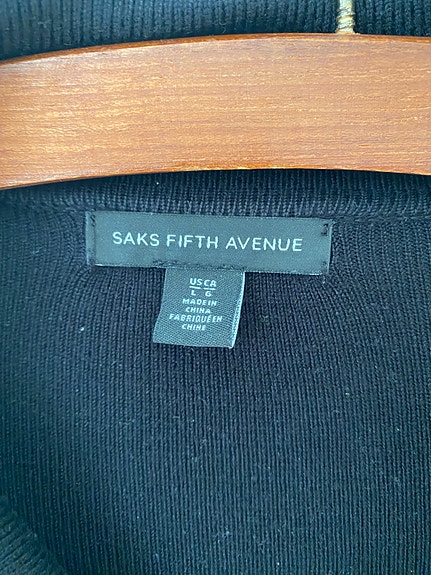 SAKS FIFTH AVENUE
US CA
L G
MADE IN
CHINA
FABRIQUÉ EN
CHINE